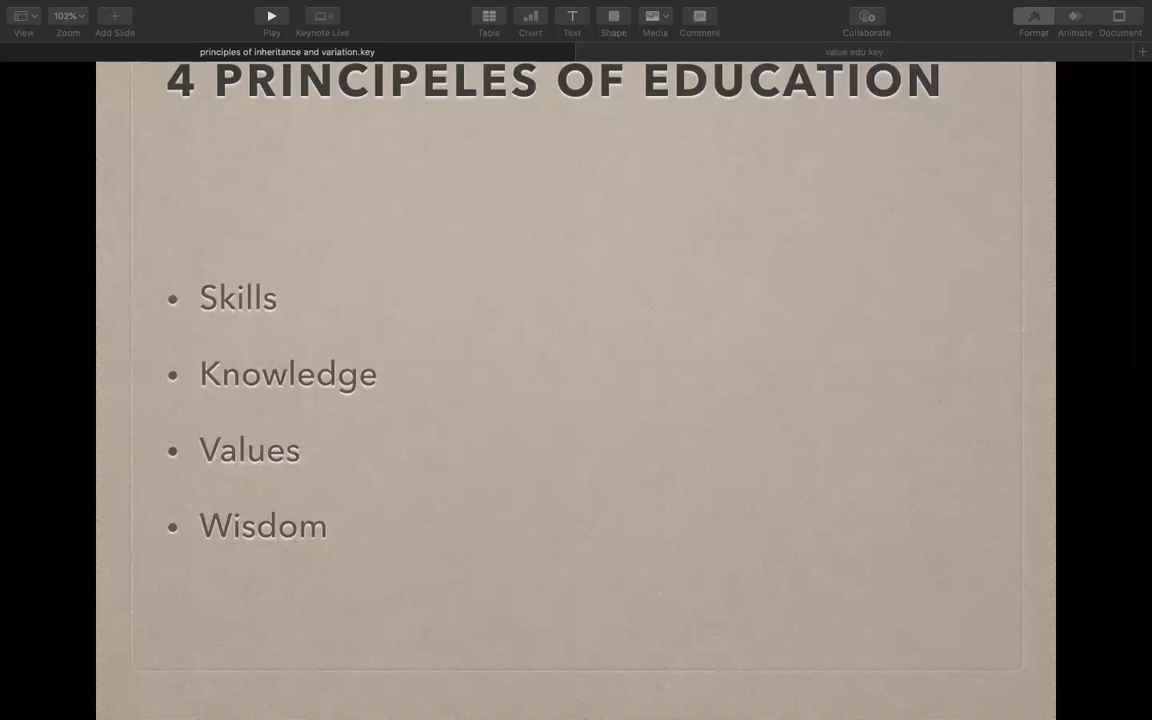 102%
View
Zoom
Add Slide
Play
Keynote Live
Table
Chart
T
Text
Shape
Media
Comment
Collaborate
Format
Animate
Document
principles of inheritance and variation.key
value edu.key
4 PRINCIPELES OF EDUCATION
• Skills
• Knowledge
• Values
• Wisdom